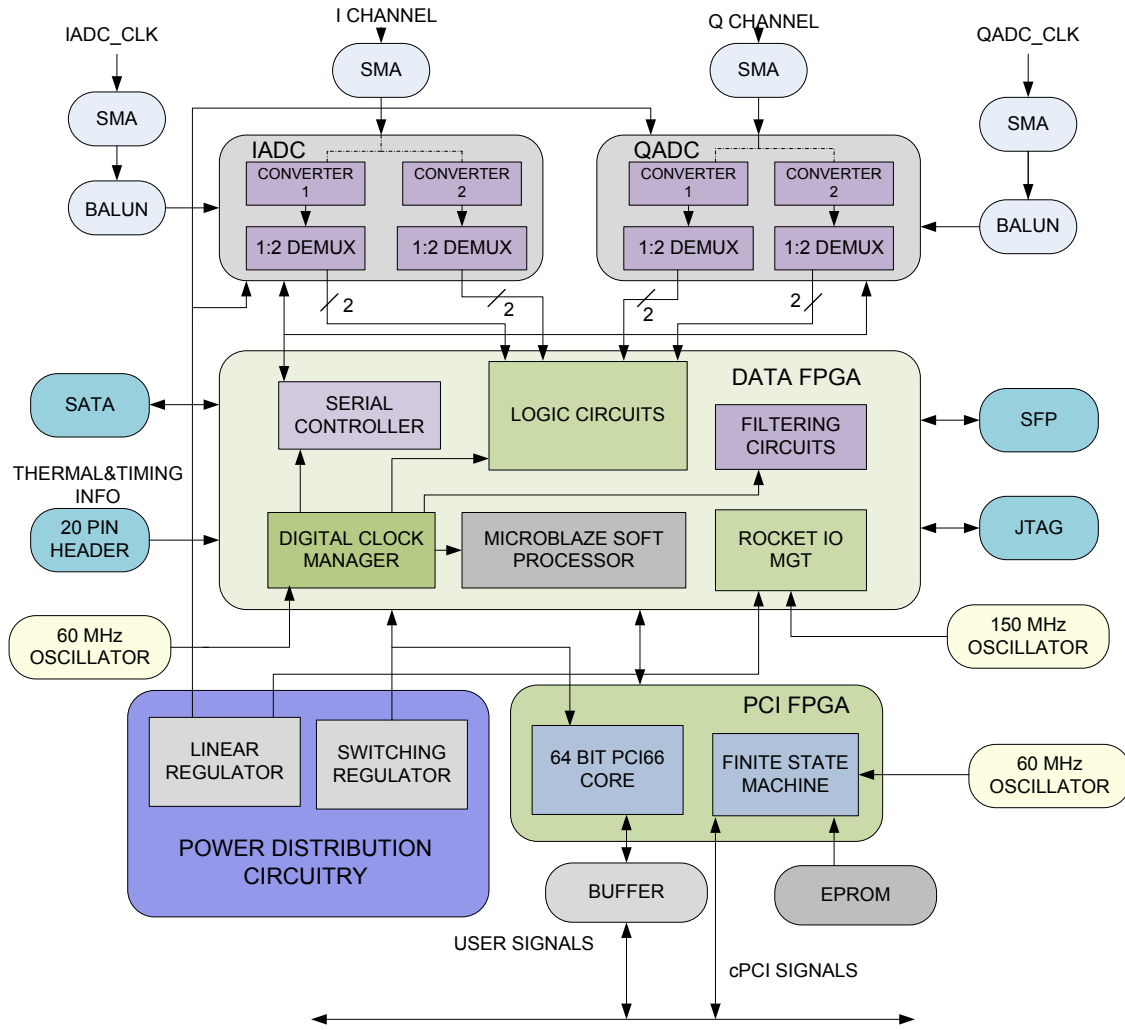 I CHANNEL
Q CHANNEL
IADC_CLK
QADC_CLK
SMA
SMA
SMA
SMA
IADC
QADC
CONVERTER
1
CONVERTER
2
CONVERTER
1
CONVERTER
2
BALUN
BALUN
1:2 DEMUX
1:2 DEMUX
1:2 DEMUX
1:2 DEMUX
2
2
2
2
DATA FPGA
SATA
SERIAL
CONTROLLER
LOGIC CIRCUITS
FILTERING
CIRCUITS
SFP
THERMAL&TIMING
INFO
20 PIN
HEADER
DIGITAL CLOCK
MANAGER
MICROBLAZE SOFT
PROCESSOR
ROCKET IO
MGT
JTAG
60 MHz
OSCILLATOR
150 MHz
OSCILLATOR
PCI FPGA
LINEAR
REGULATOR
SWITCHING
REGULATOR
64 BIT PCI66
CORE
FINITE STATE
MACHINE
60 MHz
OSCILLATOR
POWER DISTRIBUTION
CIRCUITRY
BUFFER
EPROM
USER SIGNALS
cPCI SIGNALS